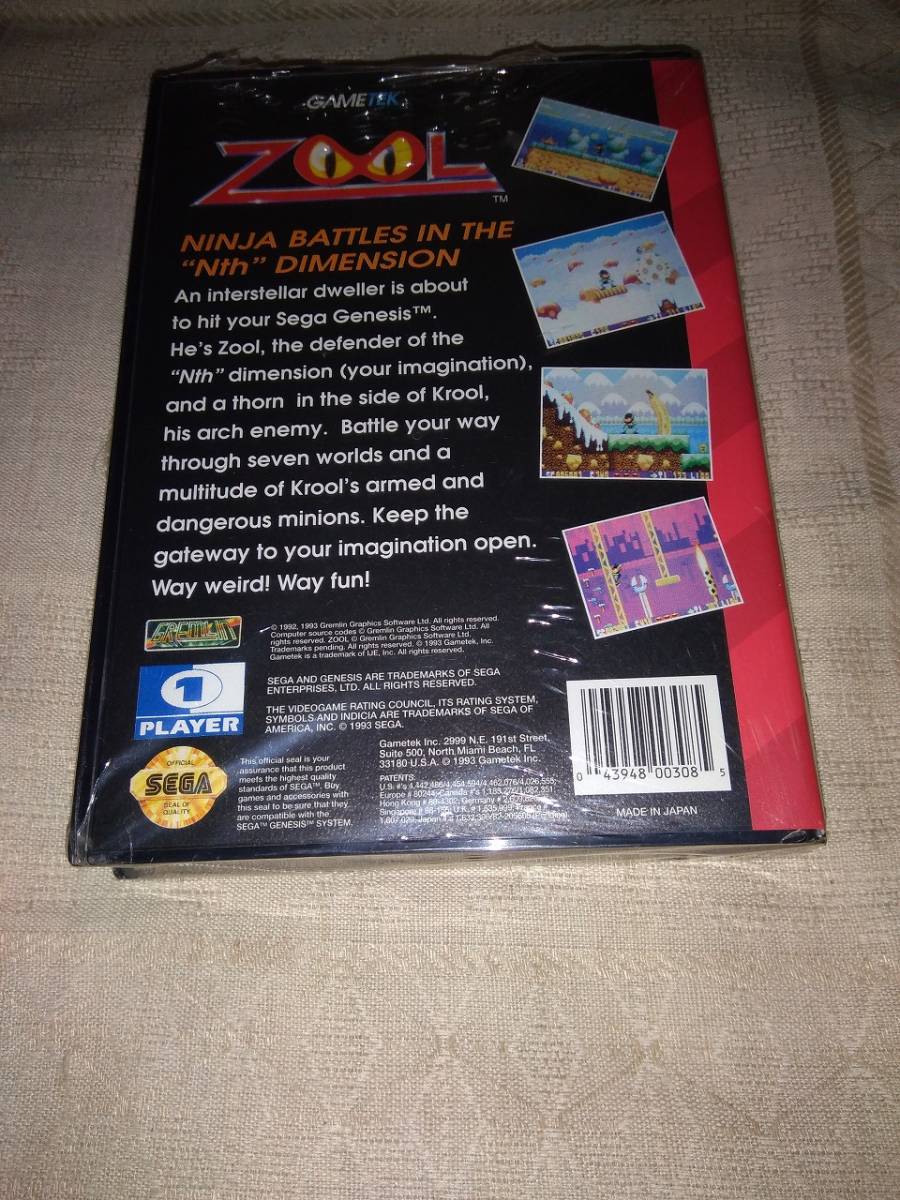 GAMETEK
ZOOL
TM
NINJA BATTLES IN THE
“Nth” DIMENSION
An interstellar dweller is about
to hit your Sega Genesis™.
He's Zool, the defender of the
“Nth” dimension (your imagination),
and a thorn in the side of Krool,
his arch enemy. Battle your way
through seven worlds and a
multitude of Krool's armed and
dangerous minions. Keep the
gateway to your imagination open.
Way weird! Way fun!
GREMLIN
© 1992, 1993 Gremlin Graphics Software Ltd. All rights reserved.
Computer source codes © Gremlin Graphics Software Ltd. All
rights reserved. ZOOL © Gremlin Graphics Software Ltd.
Trademarks pending. All rights reserved. © 1993 Gametek, Inc.
Gametek is a trademark of IJE, Inc. All rights reserved.
1
PLAYER
SEGA AND GENESIS ARE TRADEMARKS OF SEGA
ENTERPRISES, LTD. ALL RIGHTS RESERVED.
THE VIDEOGAME RATING COUNCIL, ITS RATING SYSTEM,
SYMBOLS AND INDICIA ARE TRADEMARKS OF SEGA OF
AMERICA, INC. © 1993 SEGA.
OFFICIAL
SEGA
SEAL OF
QUALITY
This official seal is your
assurance that this product
meets the highest quality
standards of SEGA™. Buy
games and accessories with
this seal to be sure that they
are compatible with the
SEGA™ GENESIS™ SYSTEM.
Gametek Inc. 2999 N.E. 191st Street,
Suite 500, North Miami Beach, FL
33180 U.S.A. © 1993 Gametek Inc.
PATENTS:
U.S. #'s
Europe # 80244 Canada #'s
Hong Kong # Germany #
Singapore # U.K. #
Japan #
0 43948 00308 5
MADE IN JAPAN